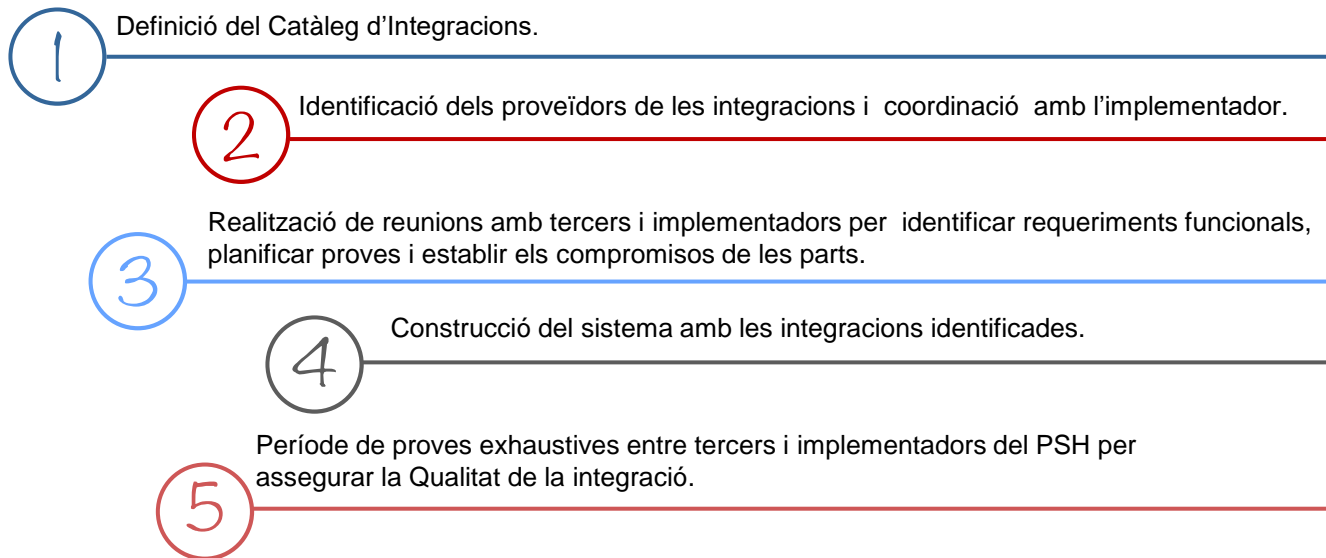 1
Definició del Catàleg d’Integracions.
2
Identificació dels proveïdors de les integracions i coordinació amb l’implementador.
3
Realització de reunions amb tercers i implementadors per identificar requeriments funcionals,
planificar proves i establir els compromisos de les parts.
4
Construcció del sistema amb les integracions identificades.
5
Període de proves exhaustives entre tercers i implementadors del PSH per
assegurar la Qualitat de la integració.